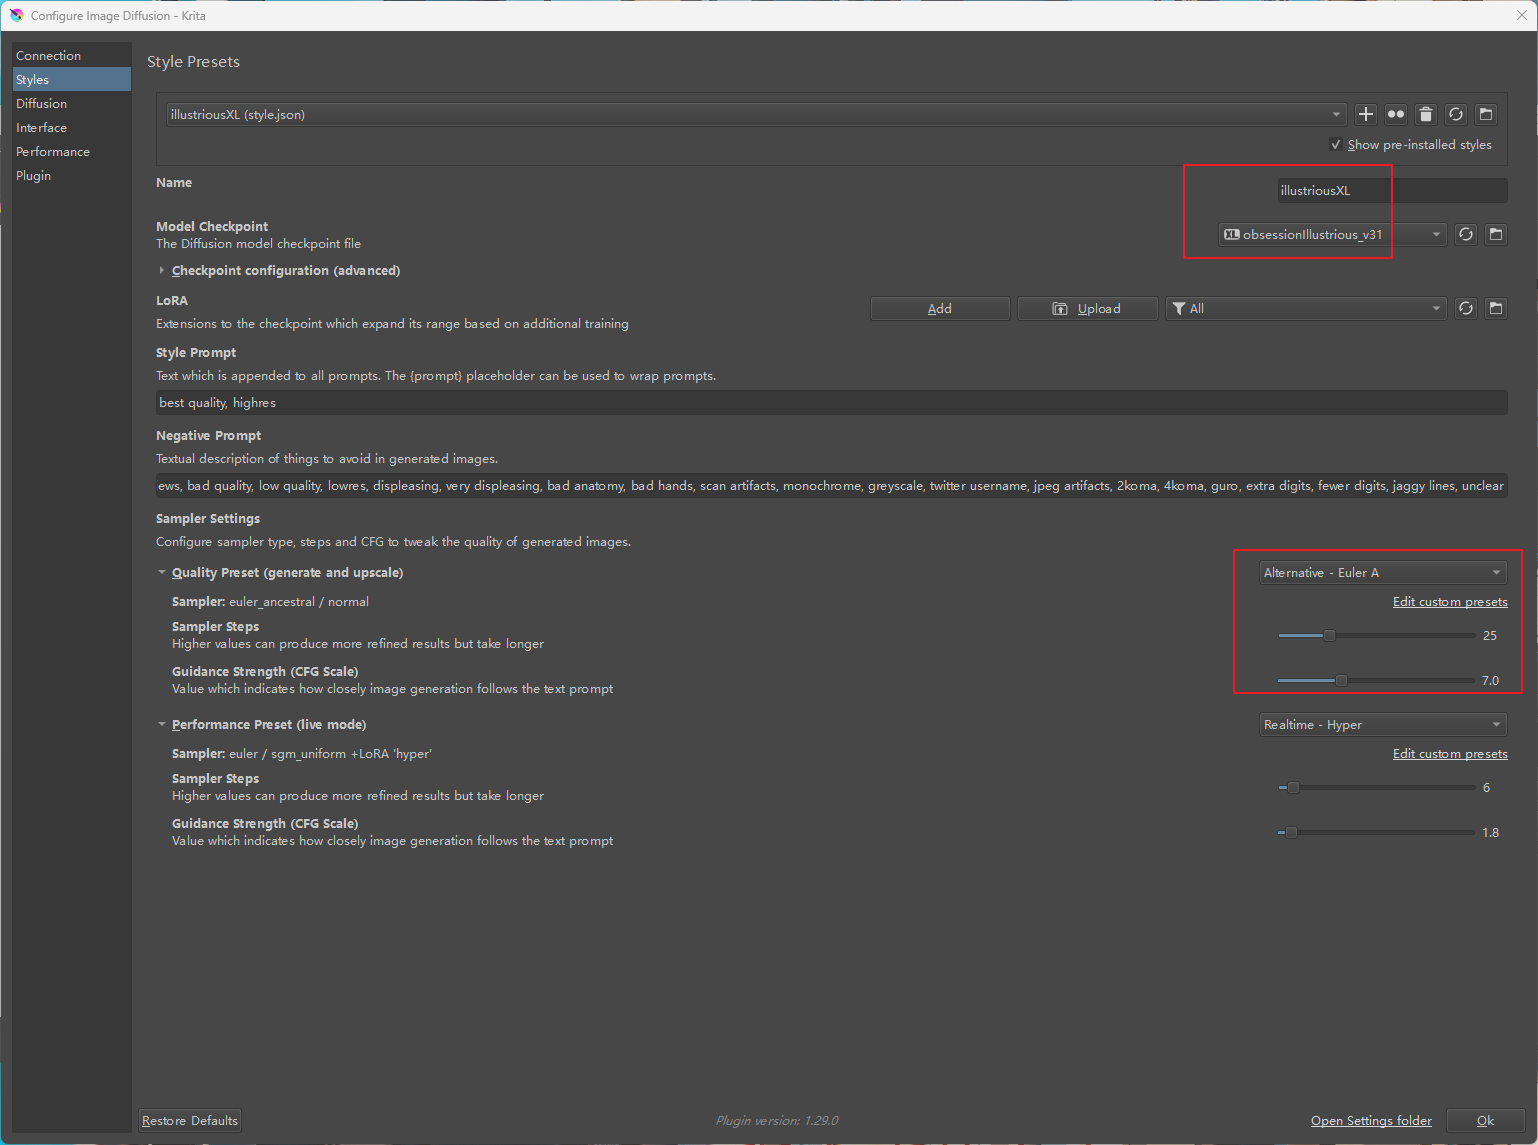 Configure Image Diffusion - Krita
Connection
Styles
Diffusion
Interface
Performance
Plugin
Style Presets
illustriousXL (style.json)
Show pre-installed styles
Name
illustriousXL
Model Checkpoint
The Diffusion model checkpoint file
XL obsessionIllustrious_v31
Checkpoint configuration (advanced)
LoRA
Extensions to the checkpoint which expand its range based on additional training
Add
Upload
All
Style Prompt
Text which is appended to all prompts. The {prompt} placeholder can be used to wrap prompts.
best quality, highres
Negative Prompt
Textual description of things to avoid in generated images.
ews, bad quality, low quality, lowres, displeasing, very displeasing, bad anatomy, bad hands, scan artifacts, monochrome, greyscale, twitter username, jpeg artifacts, 2koma, 4koma, guro, extra digits, fewer digits, jaggy lines, unclear
Sampler Settings
Configure sampler type, steps and CFG to tweak the quality of generated images.
Quality Preset (generate and upscale)
Alternative - Euler A
Sampler: euler_ancestral / normal
Edit custom presets
Sampler Steps
Higher values can produce more refined results but take longer
25
Guidance Strength (CFG Scale)
Value which indicates how closely image generation follows the text prompt
7.0
Performance Preset (live mode)
Realtime - Hyper
Sampler: euler / sgm_uniform +LoRA 'hyper'
Edit custom presets
Sampler Steps
Higher values can produce more refined results but take longer
6
Guidance Strength (CFG Scale)
Value which indicates how closely image generation follows the text prompt
1.8
Restore Defaults
Plugin version: 1.29.0
Open Settings folder
Ok